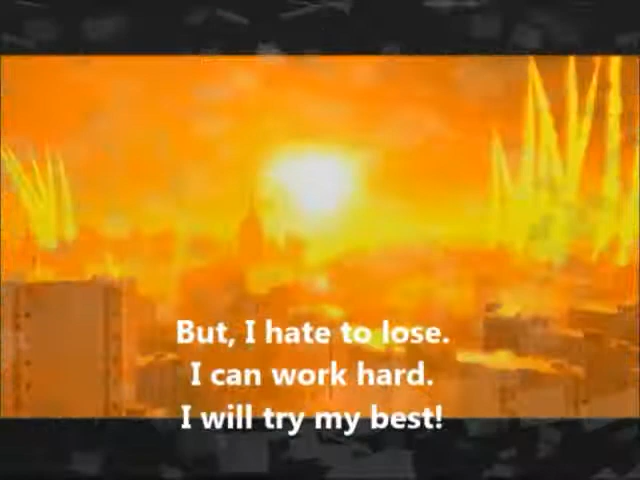 But, I hate to lose.
I can work hard.
I will try my best!